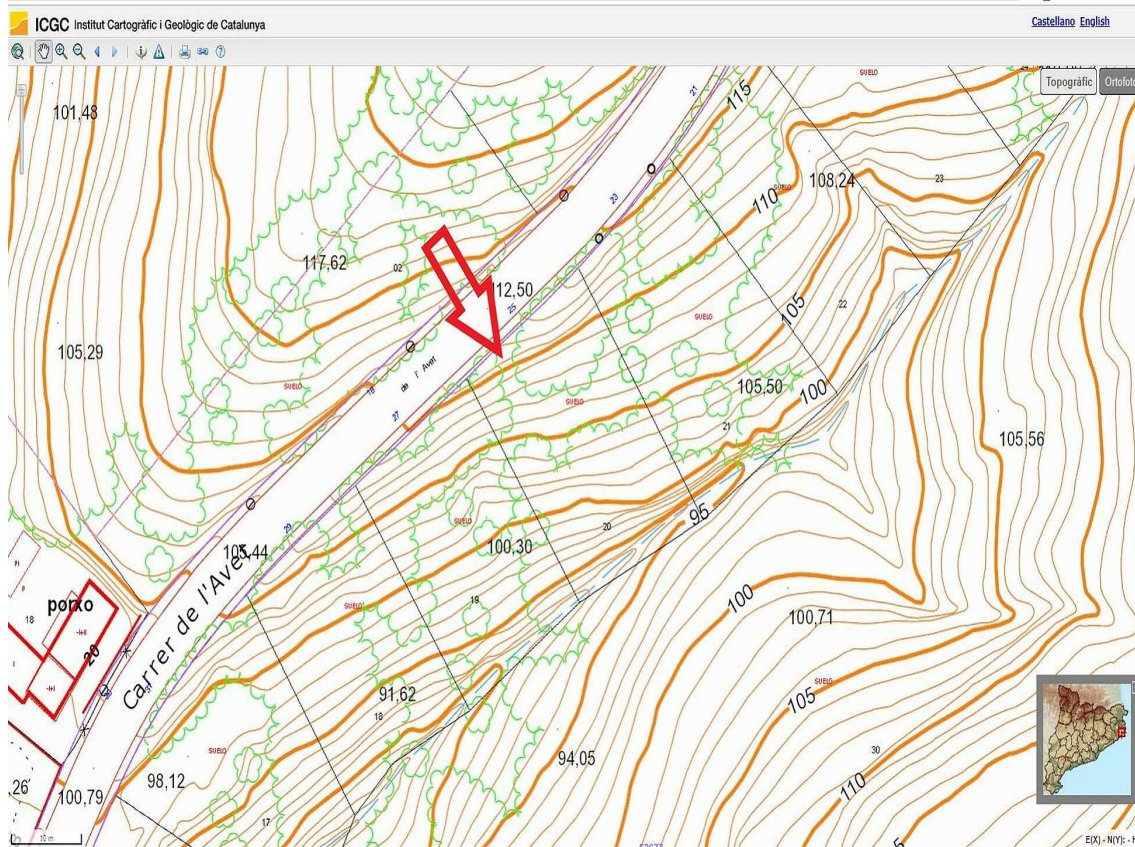 ICGC Institut Cartogràfic i Geològic de Catalunya
Castellano English
Topogràfic Ortofoto
SUELO
101,48
21
115
23
108,24
SUELO
23
110
117,62
02
112,50
25
22
105
SUELO
105,29
de l' Avet
SUELO
18
27
SUELO
105,50
100
21
105,56
SUELO
95
29
20
100,30
105,44
Carrer de l'Avet
porxo
18
20
SUELO
19
100
100,71
91,62
18
SUELO
105
SUELO
94,05
30
98,12
110
26
100,79
17
10 m
E(X) - N(Y): -